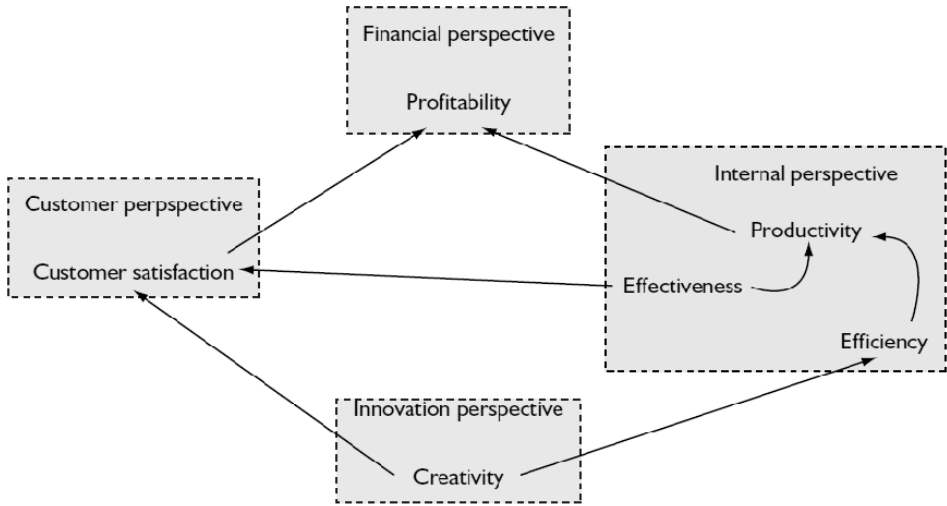 Financial perspective
Profitability
Internal perspective
Customer perpspective
Productivity
Customer satisfaction
Effectiveness
Efficiency
Innovation perspective
Creativity